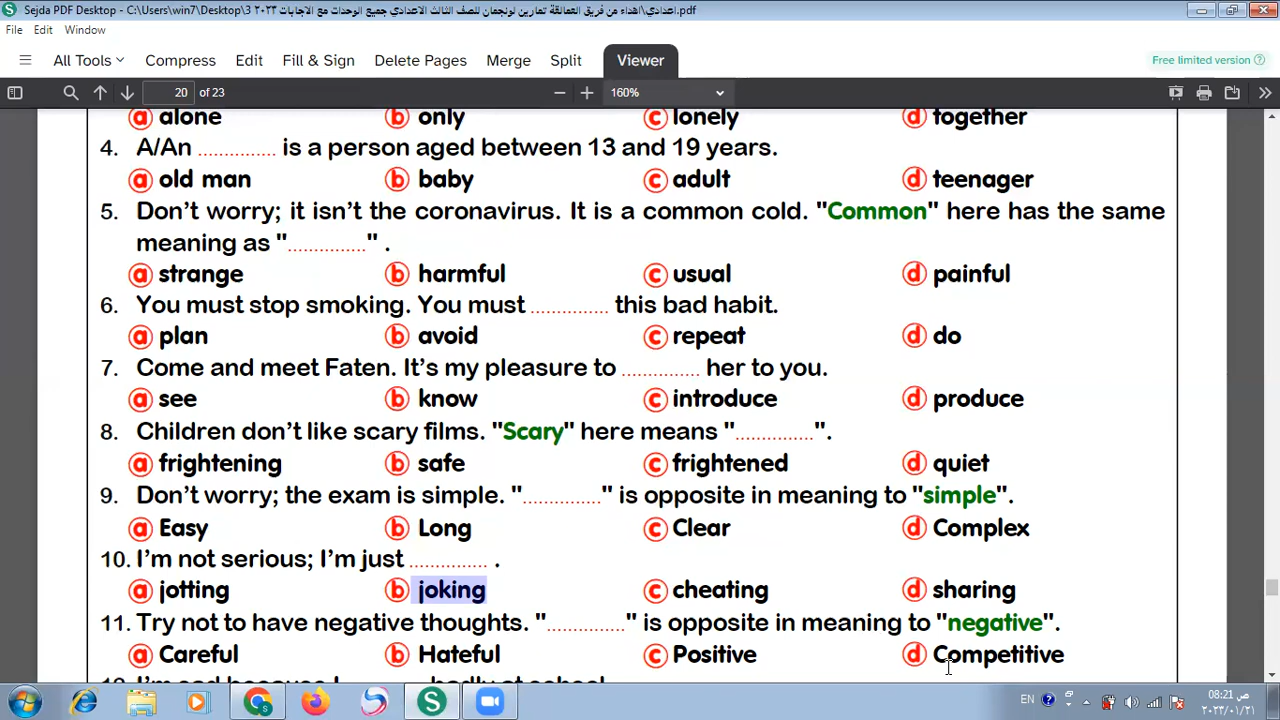 Sejda PDF Desktop - C:\Users\win7\Desktop\3 اعدادي\اهداء من فريق العمالقة تمارين لونجمان للصف الثالث الاعدادي جميع الوحدات مع الاجابات ٢٠٢٣.pdf
File Edit Window
All Tools Compress Edit Fill & Sign Delete Pages Merge Split Viewer Free limited version
20 of 23 160%
a alone b only c lonely d together
4. A/An .............. is a person aged between 13 and 19 years.
a old man b baby c adult d teenager
5. Don't worry; it isn't the coronavirus. It is a common cold. "Common" here has the same
meaning as ".............." .
a strange b harmful c usual d painful
6. You must stop smoking. You must .............. this bad habit.
a plan b avoid c repeat d do
7. Come and meet Faten. It's my pleasure to .............. her to you.
a see b know c introduce d produce
8. Children don't like scary films. "Scary" here means "..............".
a frightening b safe c frightened d quiet
9. Don't worry; the exam is simple. ".............." is opposite in meaning to "simple".
a Easy b Long c Clear d Complex
10. I'm not serious; I'm just .............. .
a jotting b joking c cheating d sharing
11. Try not to have negative thoughts. ".............." is opposite in meaning to "negative".
a Careful b Hateful c Positive d Competitive
EN 08:21 ص
٢٠٢٣/٠١/٢١